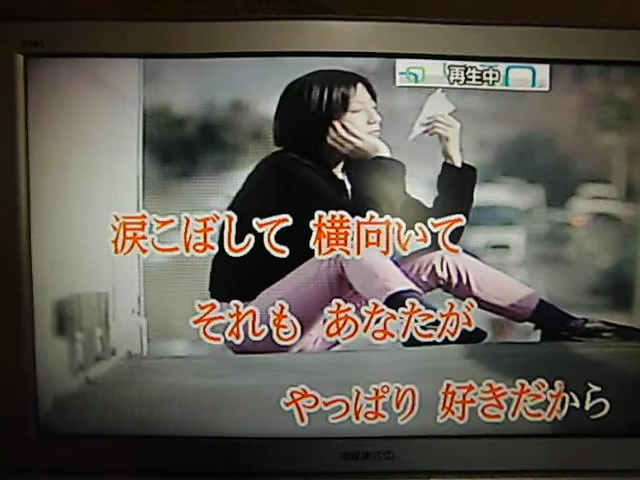 再生中
涙こぼして 横向いて
それも あなたが
やっぱり 好きだから